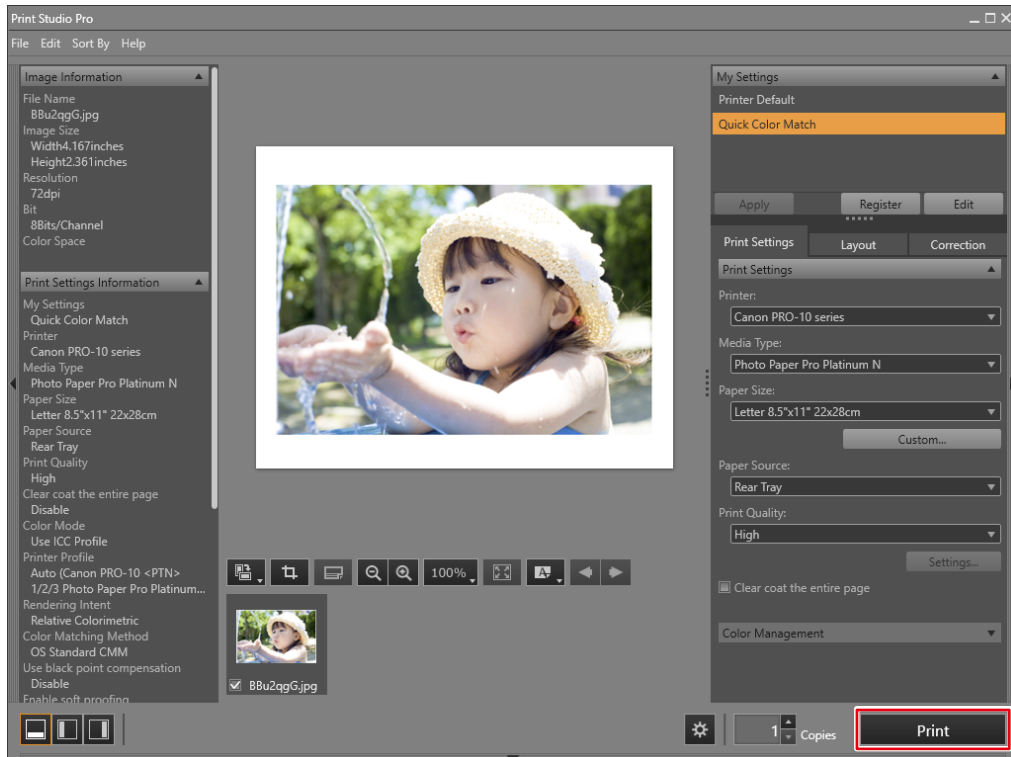 Print Studio Pro
File Edit Sort By Help
Image Information
File Name
BBu2qgG.jpg
Image Size
Width4.167inches
Height2.361inches
Resolution
72dpi
Bit
8Bits/Channel
Color Space
Print Settings Information
My Settings
Quick Color Match
Printer
Canon PRO-10 series
Media Type
Photo Paper Pro Platinum N
Paper Size
Letter 8.5"x11" 22x28cm
Paper Source
Rear Tray
Print Quality
High
Clear coat the entire page
Disable
Color Mode
Use ICC Profile
Printer Profile
Auto (Canon PRO-10 <PTN>
1/2/3 Photo Paper Pro Platinum...
Rendering Intent
Relative Colorimetric
Color Matching Method
OS Standard CMM
Use black point compensation
Disable
Enable soft proofing
100%
A
BBu2qgG.jpg
My Settings
Printer Default
Quick Color Match
Apply Register Edit
Print Settings Layout Correction
Print Settings
Printer:
Canon PRO-10 series
Media Type:
Photo Paper Pro Platinum N
Paper Size:
Letter 8.5"x11" 22x28cm
Custom...
Paper Source:
Rear Tray
Print Quality:
High
Settings...
Clear coat the entire page
Color Management
1 Copies Print